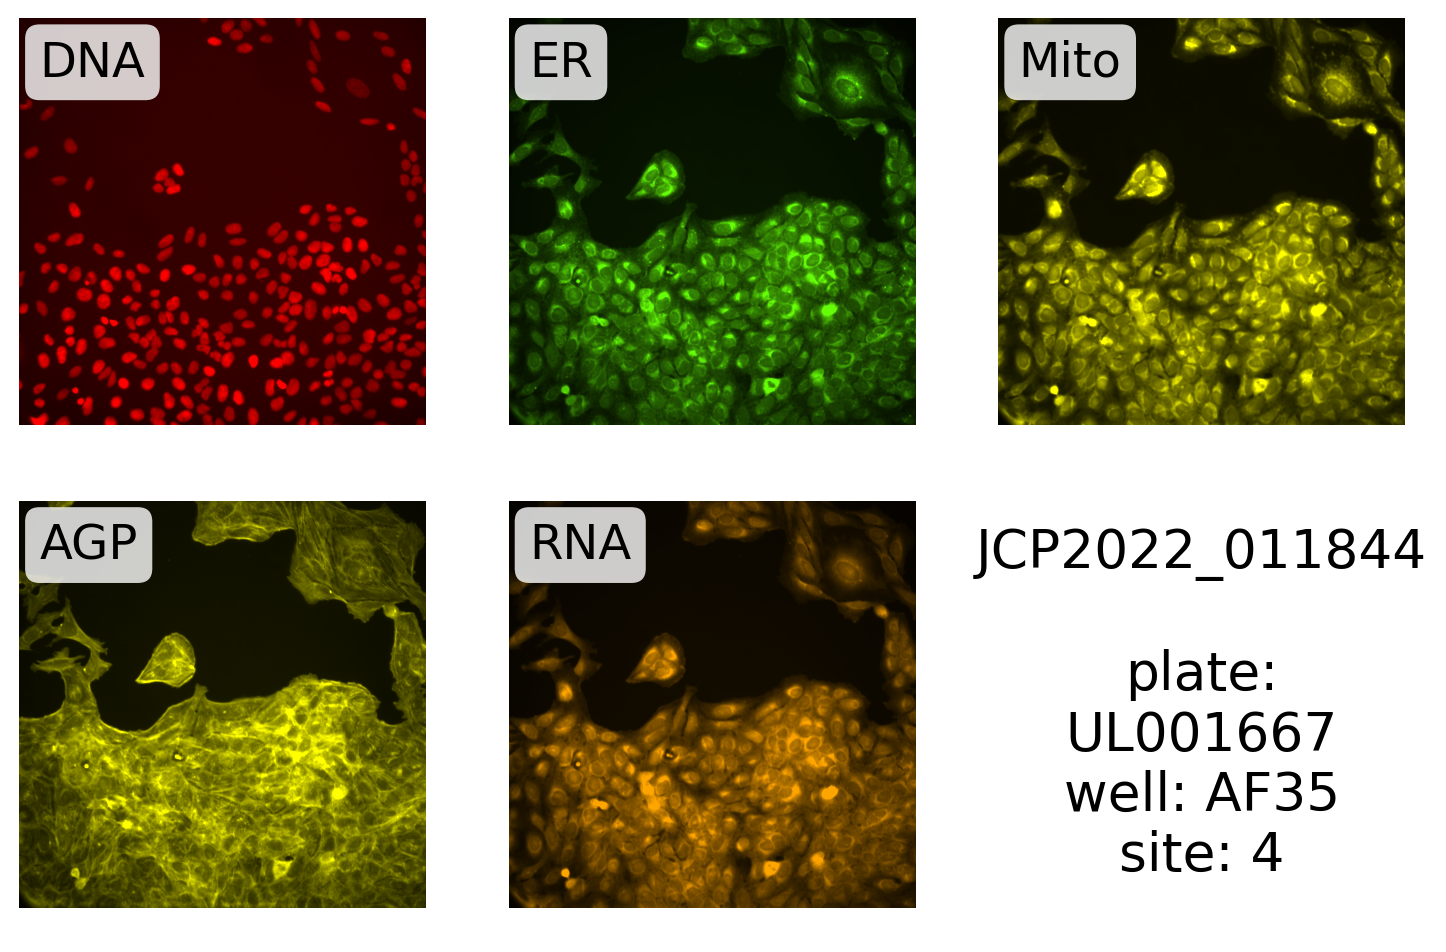 DNA
ER
Mito
AGP
RNA
JCP2022_011844
plate:
UL001667
well: AF35
site: 4